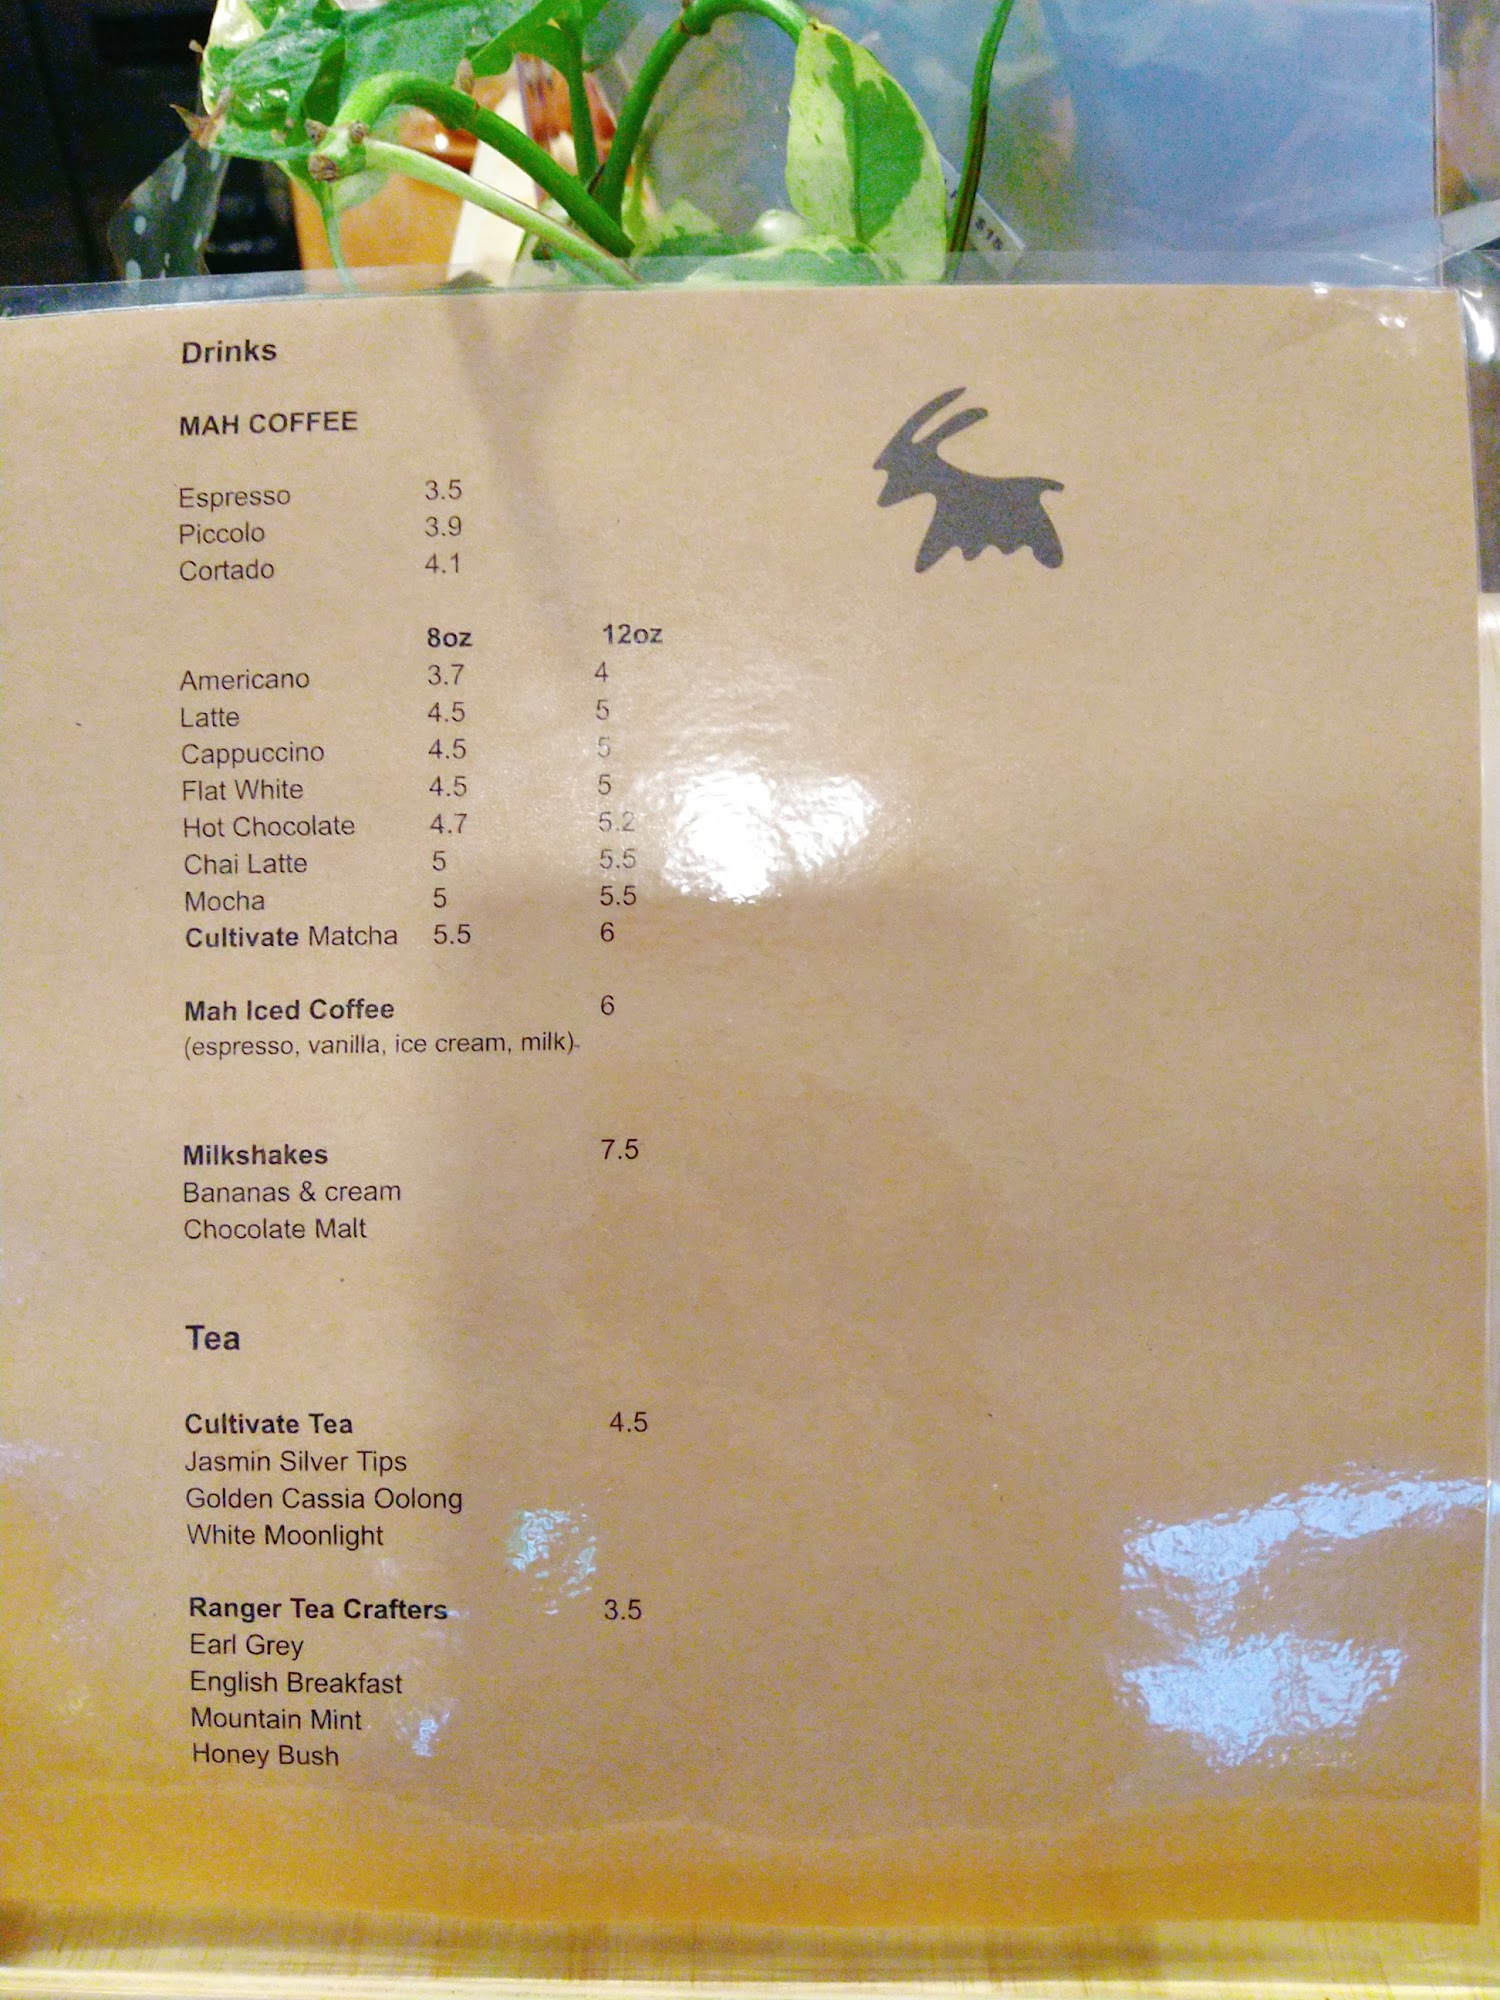 $15
Drinks
MAH COFFEE
Espresso 3.5
Piccolo 3.9
Cortado 4.1
8oz 12oz
Americano 3.7 4
Latte 4.5 5
Cappuccino 4.5 5
Flat White 4.5 5
Hot Chocolate 4.7 5.2
Chai Latte 5 5.5
Mocha 5 5.5
Cultivate Matcha 5.5 6
Mah Iced Coffee 6
(espresso, vanilla, ice cream, milk)
Milkshakes 7.5
Bananas & cream
Chocolate Malt
Tea
Cultivate Tea 4.5
Jasmin Silver Tips
Golden Cassia Oolong
White Moonlight
Ranger Tea Crafters 3.5
Earl Grey
English Breakfast
Mountain Mint
Honey Bush